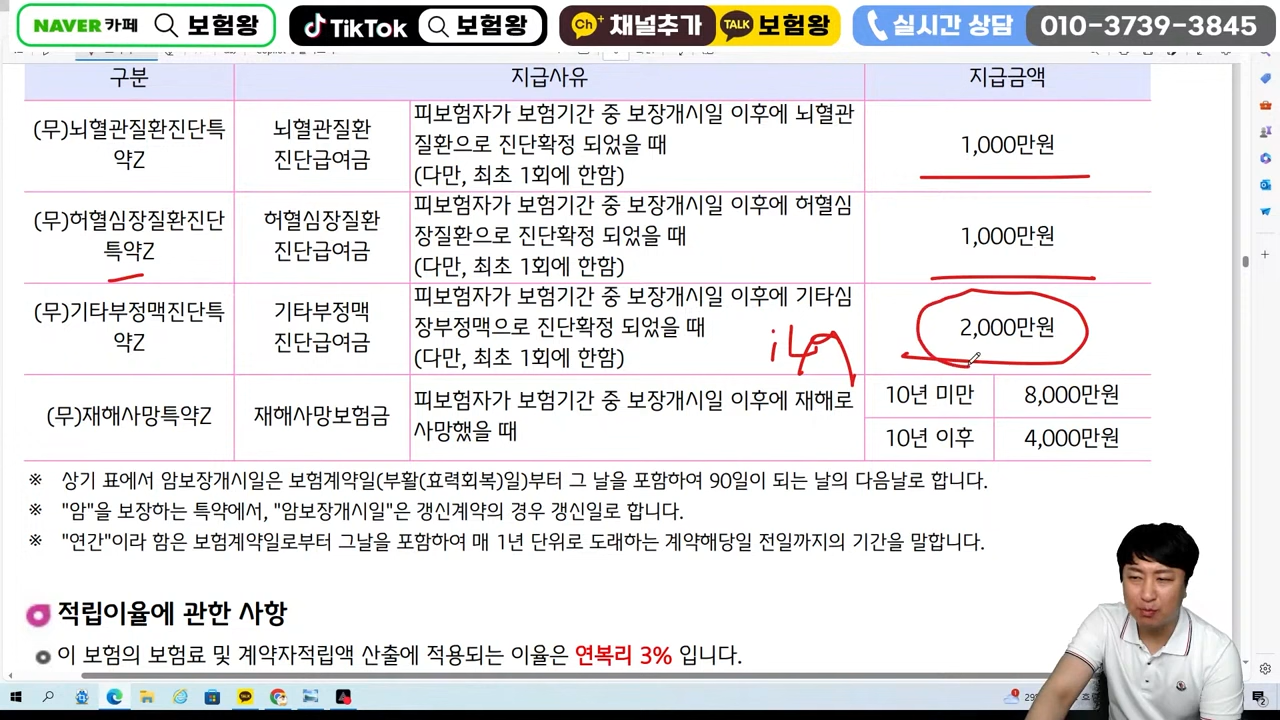 NAVER 카페 보험왕
TikTok 보험왕
Ch+ 채널추가 TALK 보험왕
실시간 상담 010-3739-3845
구분 지급사유 지급금액
(무)뇌혈관질환진단특
약Z
뇌혈관질환
진단급여금
피보험자가 보험기간 중 보장개시일 이후에 뇌혈관
질환으로 진단확정 되었을 때
(다만, 최초 1회에 한함)
1,000만원
(무)허혈심장질환진단
특약Z
허혈심장질환
진단급여금
피보험자가 보험기간 중 보장개시일 이후에 허혈심
장질환으로 진단확정 되었을 때
(다만, 최초 1회에 한함)
1,000만원
(무)기타부정맥진단특
약Z
기타부정맥
진단급여금
피보험자가 보험기간 중 보장개시일 이후에 기타심
장부정맥으로 진단확정 되었을 때
(다만, 최초 1회에 한함)
2,000만원
(무)재해사망특약Z
재해사망보험금
피보험자가 보험기간 중 보장개시일 이후에 재해로
사망했을 때
10년 미만 8,000만원
10년 이후 4,000만원
※ 상기 표에서 암보장개시일은 보험계약일(부활(효력회복)일)부터 그 날을 포함하여 90일이 되는 날의 다음날로 합니다.
※ "암"을 보장하는 특약에서, "암보장개시일"은 갱신계약의 경우 갱신일로 합니다.
※ "연간"이라 함은 보험계약일로부터 그날을 포함하여 매 1년 단위로 도래하는 계약해당일 전일까지의 기간을 말합니다.
적립이율에 관한 사항
이 보험의 보험료 및 계약자적립액 산출에 적용되는 이율은 연복리 3% 입니다.